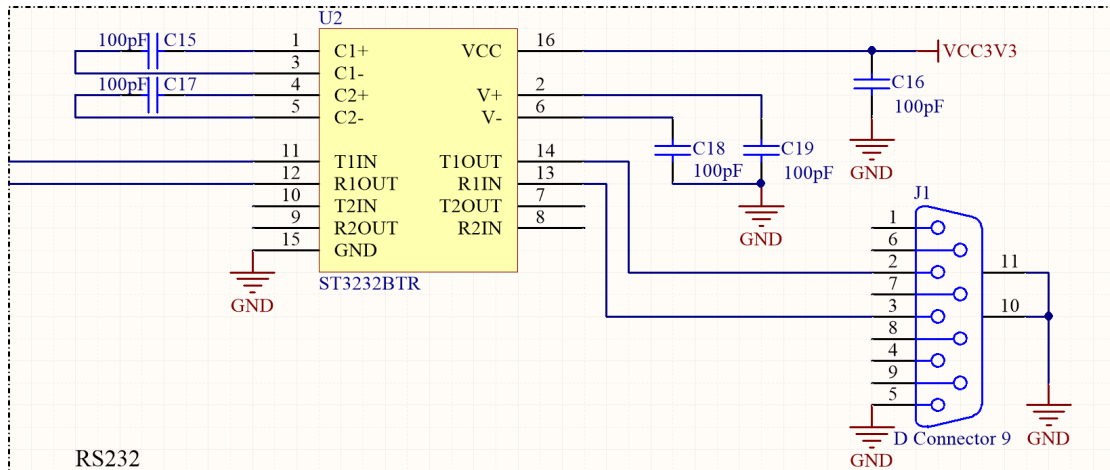 U2
100pF C15
100pF C17
1 C1+
3 C1-
4 C2+
5 C2-
11 T1IN
12 R1OUT
10 T2IN
9 R2OUT
15 GND
VCC 16
V+ 2
V- 6
T1OUT 14
R1IN 13
T2OUT 7
R2IN 8
ST3232BTR
GND
VCC3V3
C16
100pF
GND
C18
100pF
C19
100pF
GND
J1
1
6
2
7
3
8
4
9
5
11
10
D Connector 9
GND
GND
RS232